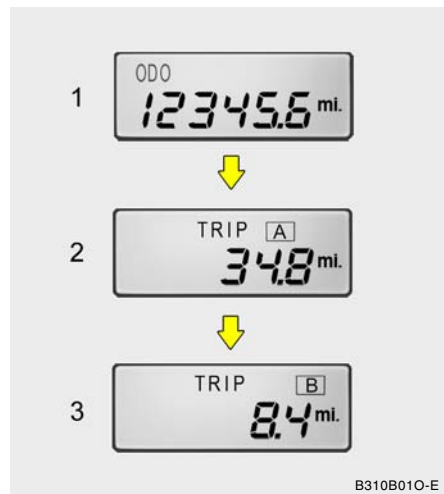 ODO
1 12345.6 mi.
TRIP A
2 34.8 mi.
TRIP B
3 8.4 mi.
B310B01O-E